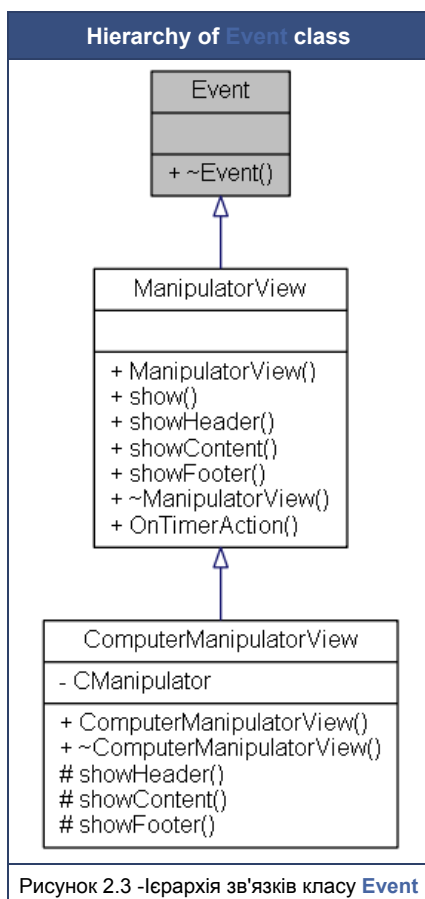 Hierarchy of Event class
Event
+ ~Event()
ManipulatorView
+ ManipulatorView()
+ show()
+ showHeader()
+ showContent()
+ showFooter()
+ ~ManipulatorView()
+ OnTimerAction()
ComputerManipulatorView
- CManipulator
+ ComputerManipulatorView()
+ ~ComputerManipulatorView()
# showHeader()
# showContent()
# showFooter()
Рисунок 2.3 -Ієрархія зв'язків класу Event